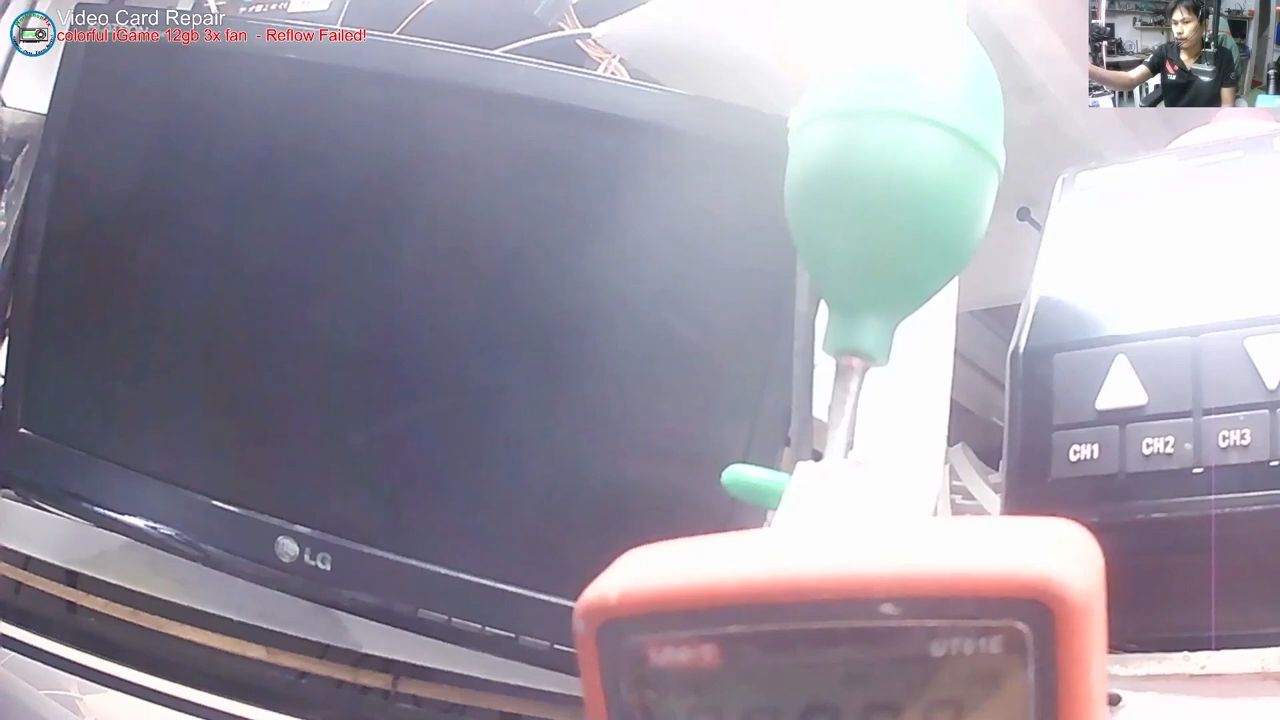 Video Card Repair
colorful iGame 12gb 3x fan - Reflow Failed!
LG
CH1 CH2 CH3
UT61E